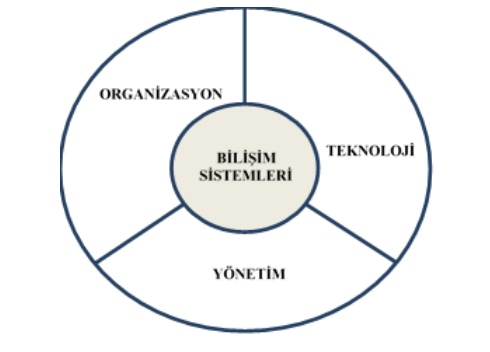 ORGANİZASYON
TEKNOLOJİ
BİLİŞİM
SİSTEMLERİ
YÖNETİM